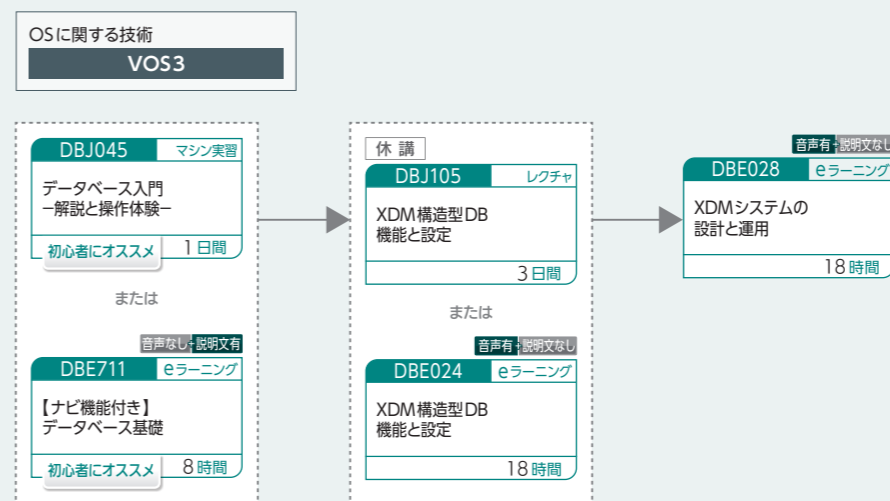 OSに関する技術
VOS3
DBJ045 マシン実習
データベース入門
−解説と操作体験−
初心者にオススメ 1日間
または
音声なし+説明文有
DBE711 eラーニング
【ナビ機能付き】
データベース基礎
初心者にオススメ 8時間
休講
DBJ105 レクチャ
XDM構造型DB
機能と設定
3日間
または
音声有+説明文なし
DBE024 eラーニング
XDM構造型DB
機能と設定
18時間
音声有+説明文なし
DBE028 eラーニング
XDMシステムの
設計と運用
18時間